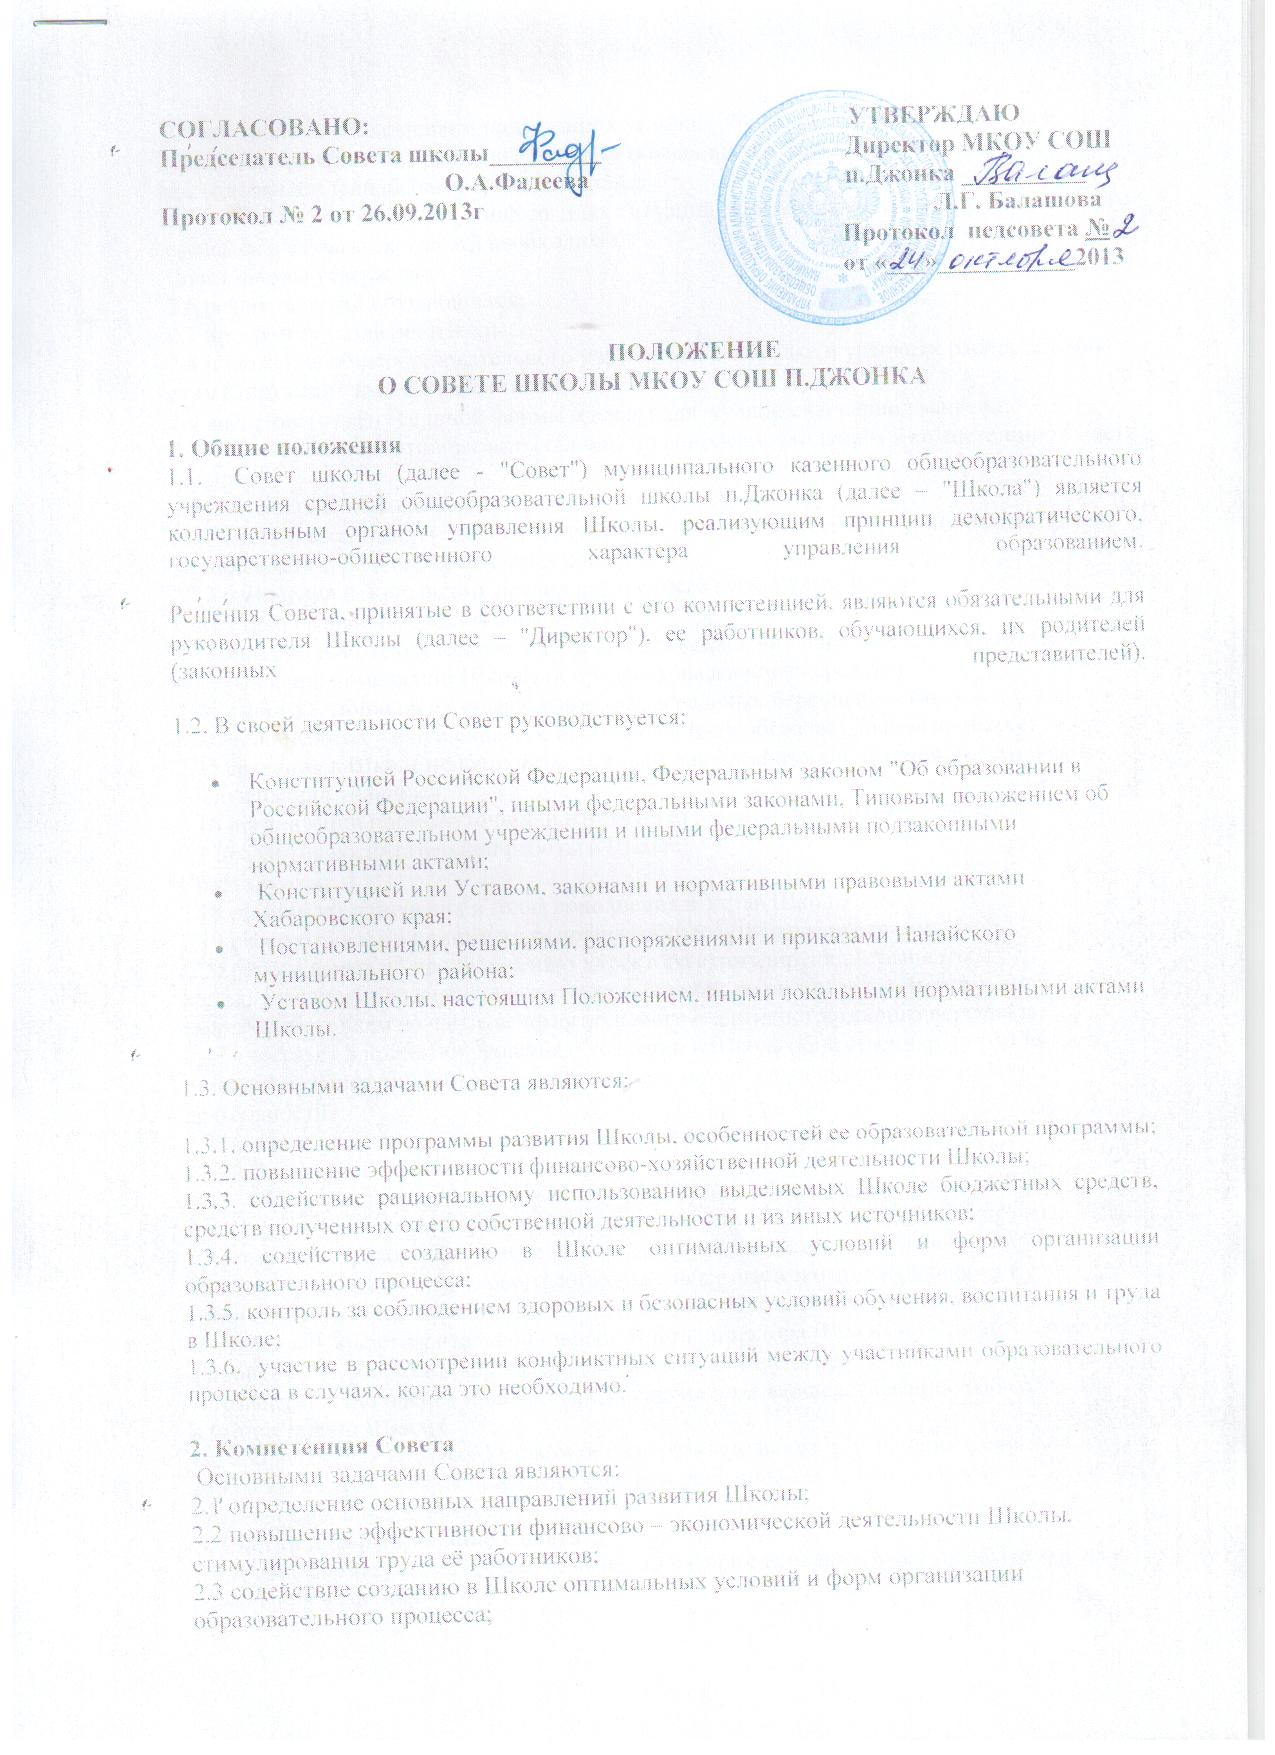 СОГЛАСОВАНО:
Председатель Совета школы
О.А.Фадеева
Протокол № 2 от 26.09.2013г
УТВЕРЖДАЮ
Директор МКОУ СОШ
п.Джонка
Л.Г. Балашова
Протокол педсовета № 2
от «24» октября 2013
ПОЛОЖЕНИЕ
О СОВЕТЕ ШКОЛЫ МКОУ СОШ П.ДЖОНКА
1. Общие положения
1.1. Совет школы (далее - "Совет") муниципального казенного общеобразовательного
учреждения средней общеобразовательной школы п.Джонка (далее – "Школа") является
коллегиальным органом управления Школы, реализующим принцип демократического,
государственно-общественного характера управления образованием.
Решения Совета, принятые в соответствии с его компетенцией, являются обязательными для
руководителя Школы (далее – "Директор"), ее работников, обучающихся, их родителей
(законных представителей).
1.2. В своей деятельности Совет руководствуется:
• Конституцией Российской Федерации, Федеральным законом "Об образовании в
Российской Федерации", иными федеральными законами, Типовым положением об
общеобразовательном учреждении и иными федеральными подзаконными
нормативными актами;
• Конституцией или Уставом, законами и нормативными правовыми актами
Хабаровского края;
• Постановлениями, решениями, распоряжениями и приказами Нанайского
муниципального района;
• Уставом Школы, настоящим Положением, иными локальными нормативными актами
Школы.
1.3. Основными задачами Совета являются:
1.3.1. определение программы развития Школы, особенностей ее образовательной программы;
1.3.2. повышение эффективности финансово-хозяйственной деятельности Школы;
1.3.3. содействие рациональному использованию выделяемых Школе бюджетных средств,
средств полученных от его собственной деятельности и из иных источников;
1.3.4. содействие созданию в Школе оптимальных условий и форм организации
образовательного процесса;
1.3.5. контроль за соблюдением здоровых и безопасных условий обучения, воспитания и труда
в Школе;
1.3.6. участие в рассмотрении конфликтных ситуаций между участниками образовательного
процесса в случаях, когда это необходимо.
2. Компетенция Совета
Основными задачами Совета являются:
2.1 определение основных направлений развития Школы;
2.2 повышение эффективности финансово – экономической деятельности Школы,
стимулирования труда её работников;
2.3 содействие созданию в Школе оптимальных условий и форм организации
образовательного процесса;